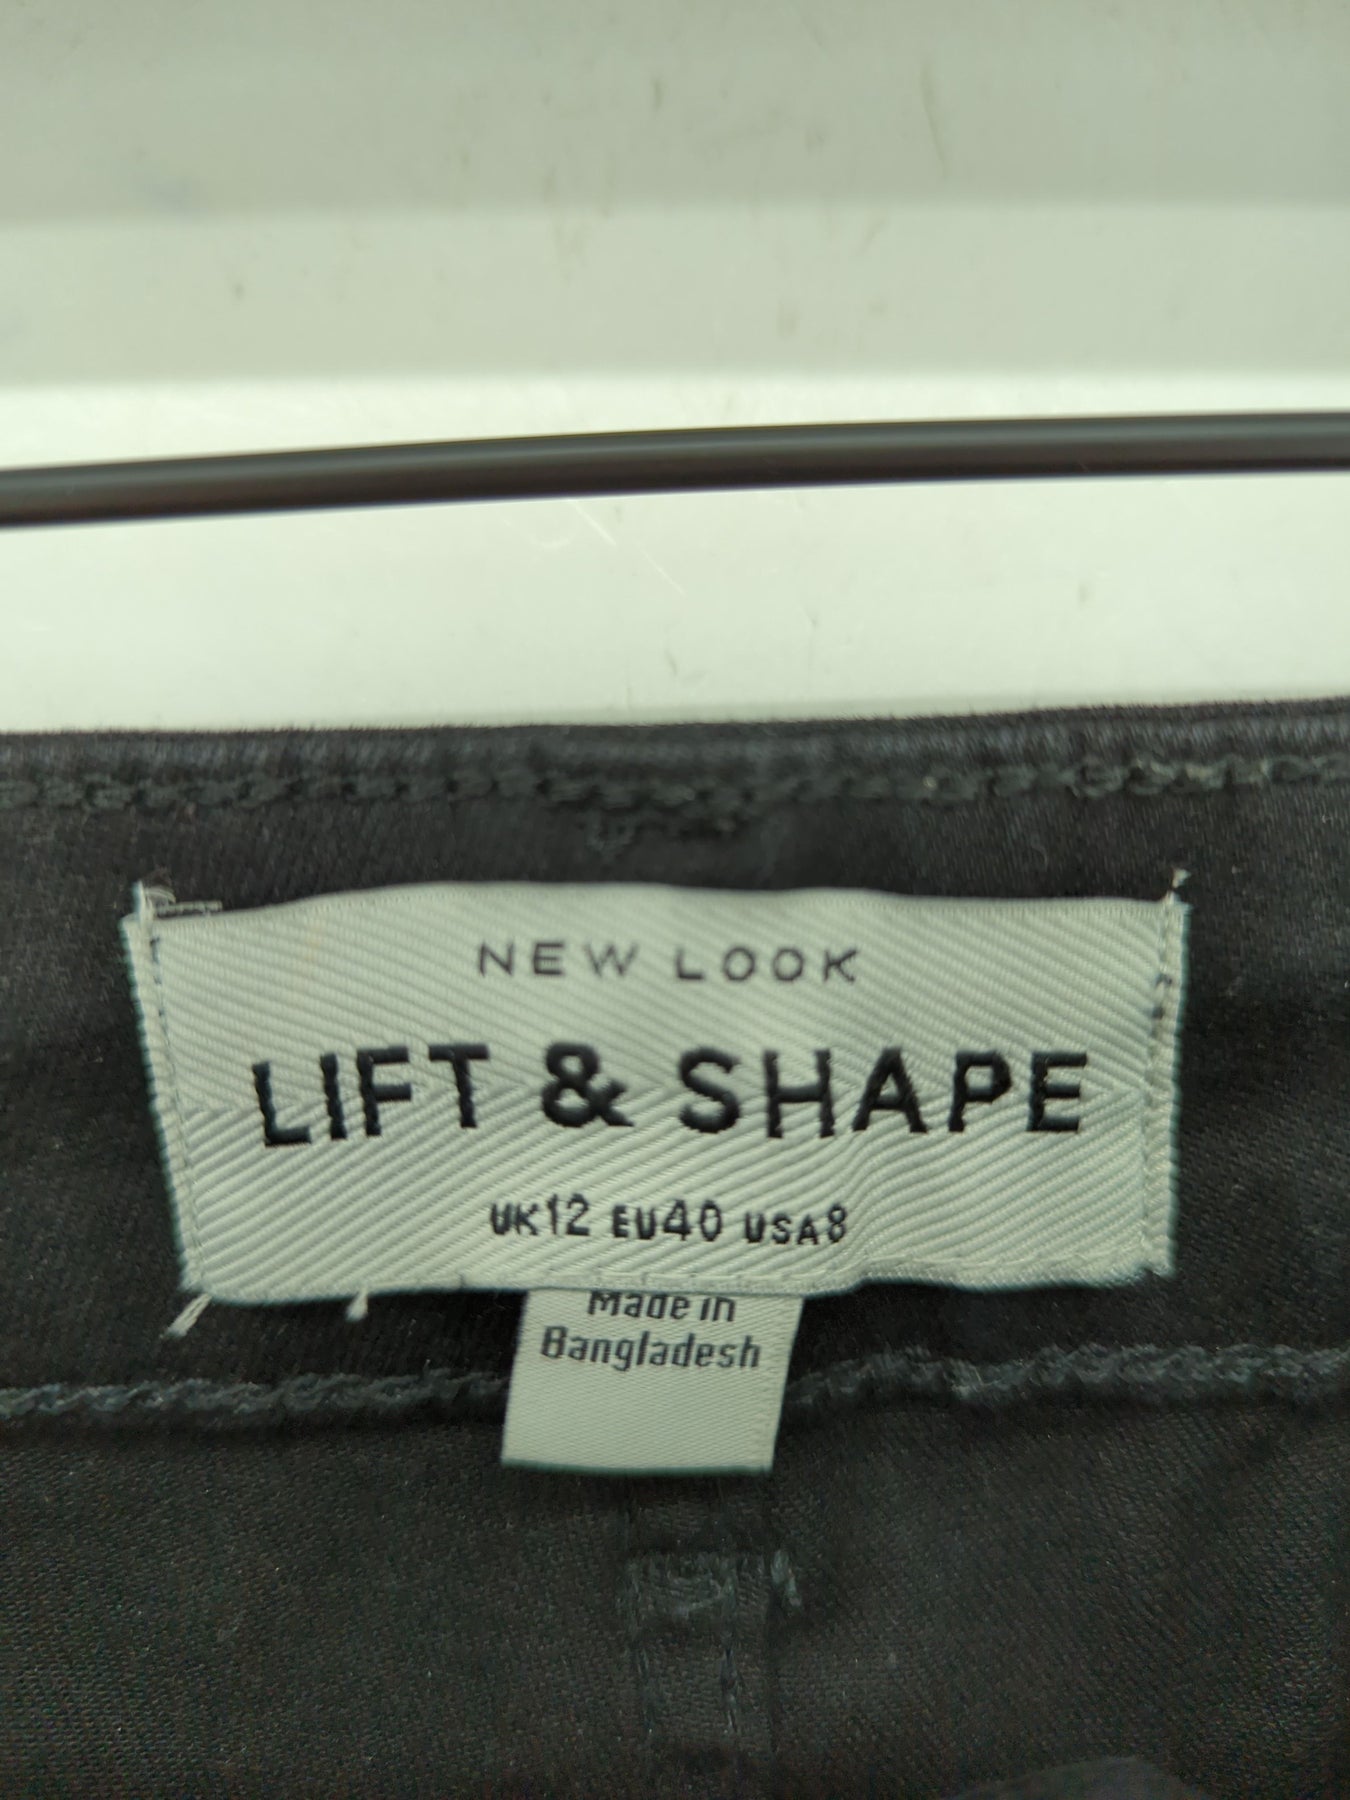 NEW LOOK
LIFT & SHAPE
UK12 EU40 USA8
Made in
Bangladesh